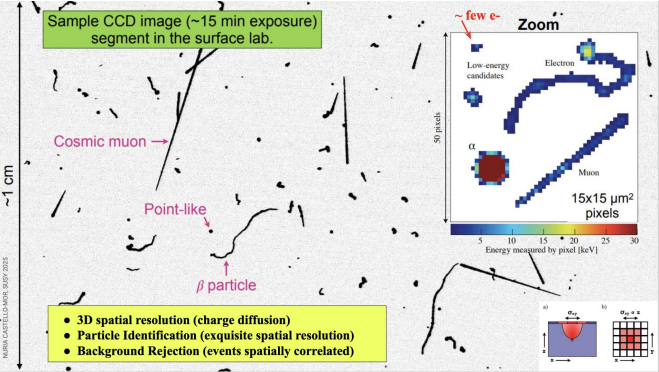 Sample CCD image (~15 min exposure)
segment in the surface lab.
~ few e-
Zoom
Low-energy
candidates
Electron
α
Muon
50 pixels
15x15 μm²
pixels
5 10 15 20 25 30
Energy measured by pixel [keV]
Cosmic muon
Point-like
β particle
~1 cm
NURIA CASTELLO-MOR, SUSY 2025
● 3D spatial resolution (charge diffusion)
● Particle Identification (exquisite spatial resolution)
● Background Rejection (events spatially correlated)
a) σxy
z
x
b) σxy ∝ z
y
x